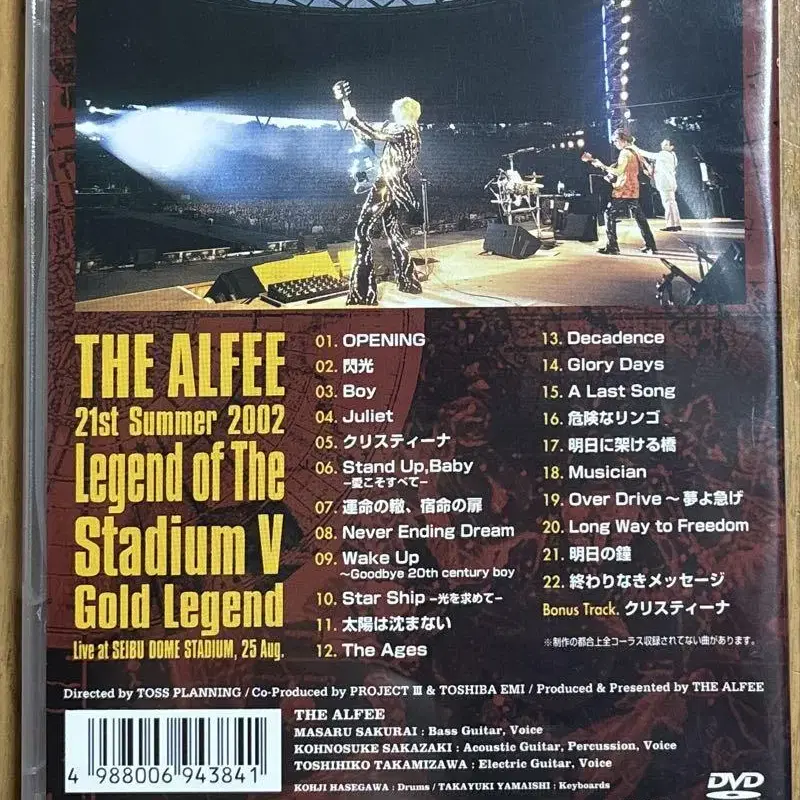 THE ALFEE
21st Summer 2002
Legend of The
Stadium V
Gold Legend
Live at SEIBU DOME STADIUM, 25 Aug.
01. OPENING
02. 閃光
03. Boy
04. Juliet
05. クリスティーナ
06. Stand Up,Baby
−愛こそすべて−
07. 運命の轍、宿命の扉
08. Never Ending Dream
09. Wake Up
〜Goodbye 20th century boy
10. Star Ship −光を求めて−
11. 太陽は沈まない
12. The Ages
13. Decadence
14. Glory Days
15. A Last Song
16. 危険なリンゴ
17. 明日に架ける橋
18. Musician
19. Over Drive〜夢よ急げ
20. Long Way to Freedom
21. 明日の鐘
22. 終わりなきメッセージ
Bonus Track. クリスティーナ
※制作の都合上全コーラス収録されてない曲があります。
Directed by TOSS PLANNING / Co-Produced by PROJECT Ⅲ & TOSHIBA EMI / Produced & Presented by THE ALFEE
THE ALFEE
MASARU SAKURAI : Bass Guitar, Voice
KOHNOSUKE SAKAZAKI : Acoustic Guitar, Percussion, Voice
TOSHIHIKO TAKAMIZAWA : Electric Guitar, Voice
KOHJI HASEGAWA : Drums / TAKAYUKI YAMAISHI : Keyboards
4 988006 943841
DVD